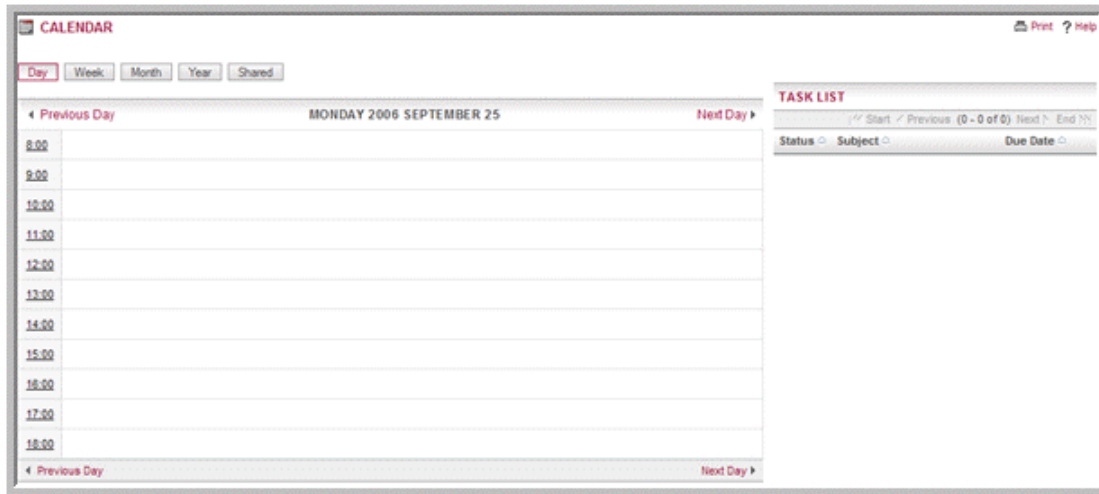 CALENDAR
Print ? Help
Day Week Month Year Shared
Previous Day MONDAY 2006 SEPTEMBER 25 Next Day
8:00
9:00
10:00
11:00
12:00
13:00
14:00
15:00
16:00
17:00
18:00
Previous Day Next Day
TASK LIST
Start Previous (0 - 0 of 0) Next End
Status Subject Due Date